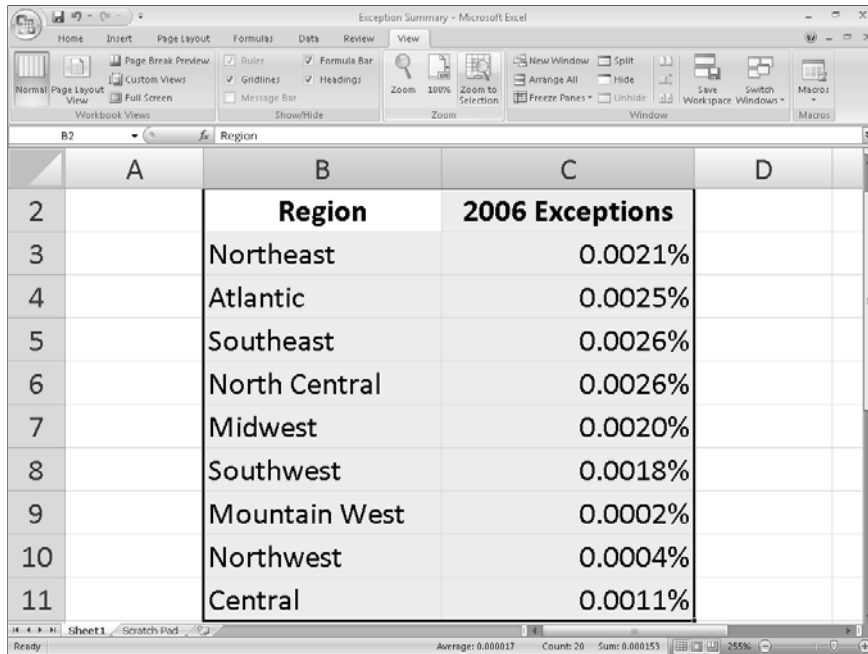 Exception Summary - Microsoft Excel
Home Insert Page Layout Formulas Data Review View
Normal Page Layout View Page Break Preview Custom Views Full Screen Workbook Views
Ruler Gridlines Message Bar Formula Bar Headings Show/Hide
Zoom 100% Zoom to Selection Zoom
New Window Arrange All Freeze Panes Split Hide Unhide Save Workspace Switch Windows Window
Macros Macros
B2 fx Region
A B C D
2 Region 2006 Exceptions
3 Northeast 0.0021%
4 Atlantic 0.0025%
5 Southeast 0.0026%
6 North Central 0.0026%
7 Midwest 0.0020%
8 Southwest 0.0018%
9 Mountain West 0.0002%
10 Northwest 0.0004%
11 Central 0.0011%
Sheet1 Scratch Pad
Ready Average: 0.000017 Count: 20 Sum: 0.000153 255%